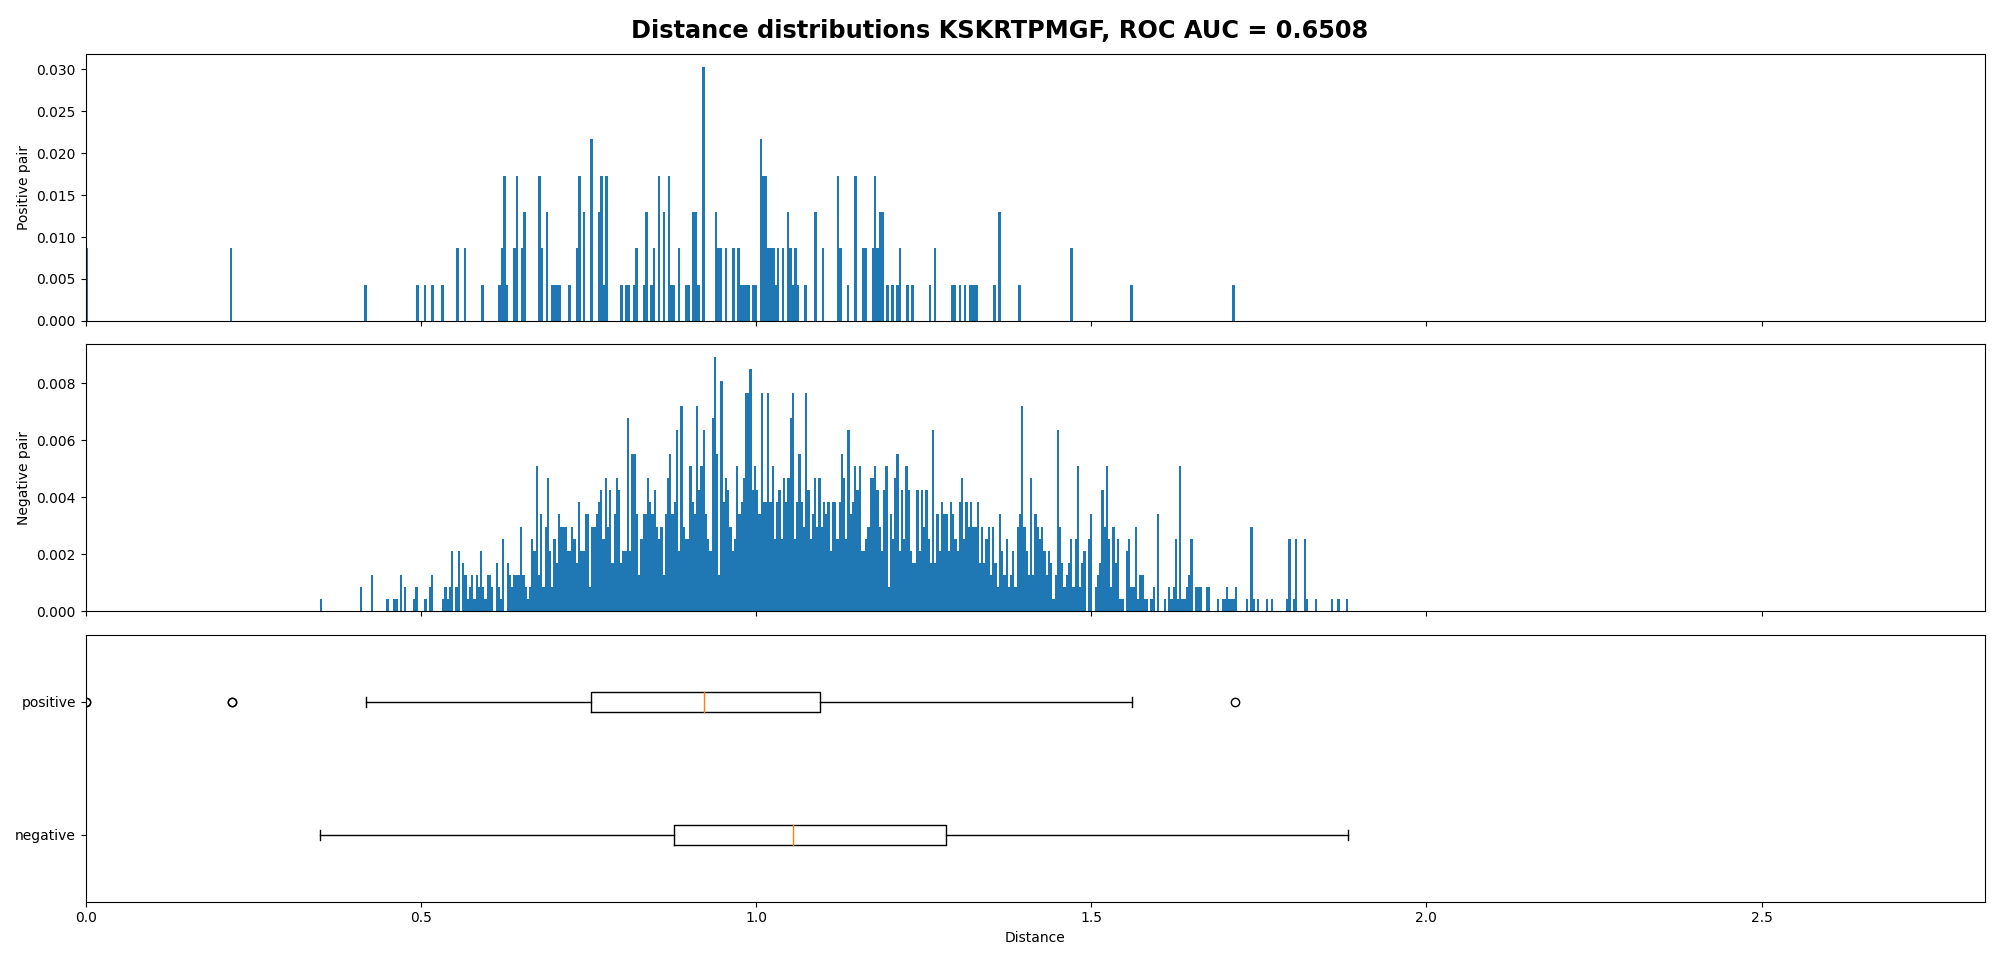 Distance distributions KSKRTPMGF, ROC AUC = 0.6508
0.030
0.025
0.020
0.015
0.010
0.005
0.000
Positive pair
0.008
0.006
0.004
0.002
0.000
Negative pair
positive
negative
0.0 0.5 1.0 1.5 2.0 2.5
Distance